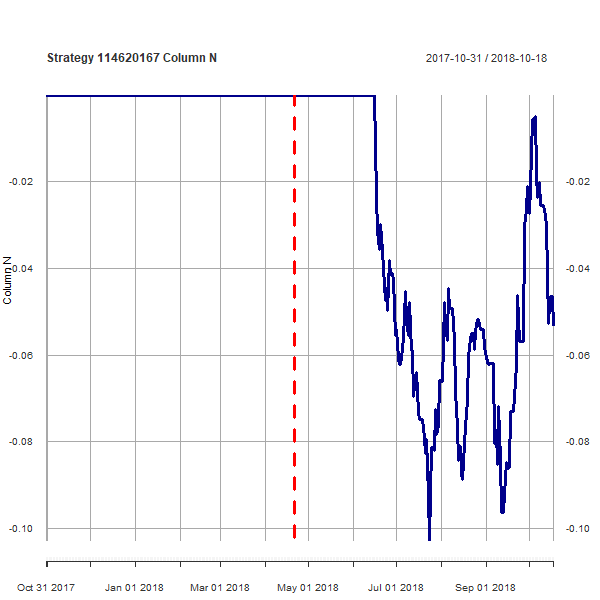 Strategy 114620167 Column N
2017-10-31 / 2018-10-18
-0.02
-0.04
-0.06
-0.08
-0.10
Column N
-0.02
-0.04
-0.06
-0.08
-0.10
Oct 31 2017
Jan 01 2018
Mar 01 2018
May 01 2018
Jul 01 2018
Sep 01 2018